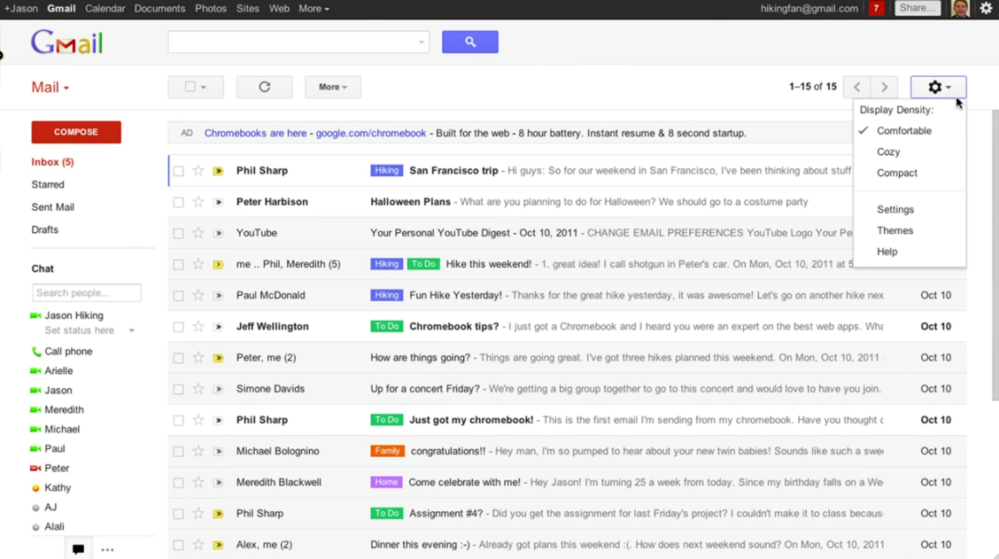 +Jason Gmail Calendar Documents Photos Sites Web More hikingfan@gmail.com 7 Share...
Gmail
Mail More 1–15 of 15
Display Density:
Comfortable
Cozy
Compact
Settings
Themes
Help
COMPOSE
Inbox (5)
Starred
Sent Mail
Drafts
Chat
Search people...
Jason Hiking
Set status here
Call phone
Arielle
Jason
Meredith
Michael
Paul
Peter
Kathy
AJ
Alali
AD Chromebooks are here - google.com/chromebook - Built for the web - 8 hour battery. Instant resume & 8 second startup.
Phil Sharp Hiking San Francisco trip - Hi guys: So for our weekend in San Francisco, I've been thinking about stuff
Peter Harbison Halloween Plans - What are you planning to do for Halloween? We should go to a costume party
YouTube Your Personal YouTube Digest - Oct 10, 2011 - CHANGE EMAIL PREFERENCES YouTube Logo Your Pe
me .. Phil, Meredith (5) Hiking To Do Hike this weekend! - 1. great idea! I call shotgun in Peter's car. On Mon, Oct 10, 2011 at 5
Paul McDonald Hiking Fun Hike Yesterday! - Thanks for the great hike yesterday, it was awesome! Let's go on another hike nex Oct 10
Jeff Wellington To Do Chromebook tips? - I just got a Chromebook and I heard you were an expert on the best web apps. Wha Oct 10
Peter, me (2) How are things going? - Things are going great. I've got three hikes planned this weekend. On Mon, Oct 10, 2011 Oct 10
Simone Davids Up for a concert Friday? - We're getting a big group together to go to this concert and would love to have you join. Oct 10
Phil Sharp To Do Just got my chromebook! - This is the first email I'm sending from my chromebook. Have you thought c Oct 10
Michael Bolognino Family congratulations!! - Hey man, I'm so pumped to hear about your new twin babies! Sounds like such a swee Oct 10
Meredith Blackwell Home Come celebrate with me! - Hey Jason! I'm turning 25 a week from today. Since my birthday falls on a We Oct 10
Phil Sharp To Do Assignment #4? - Did you get the assignment for last Friday's project? I couldn't make it to class becaus Oct 10
Alex, me (2) Dinner this evening :-) - Already got plans this weekend :(. How does next weekend sound? On Mon, Oct 10, 2011 Oct 10